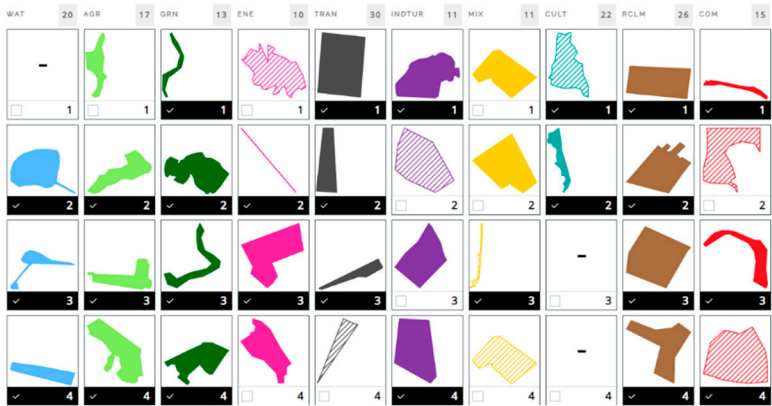 WAT 20 AGR 17 GRN 13 ENE 10 TRAN 30 INDTUR 11 MIX 11 CULT 22 RCLM 26 COM 15
- 
1 1 1 1 1 1 1 1 1 1
2 2 2 2 2 2 2 2 2 2
-
3 3 3 3 3 3 3 3 3 3
-
4 4 4 4 4 4 4 4 4 4